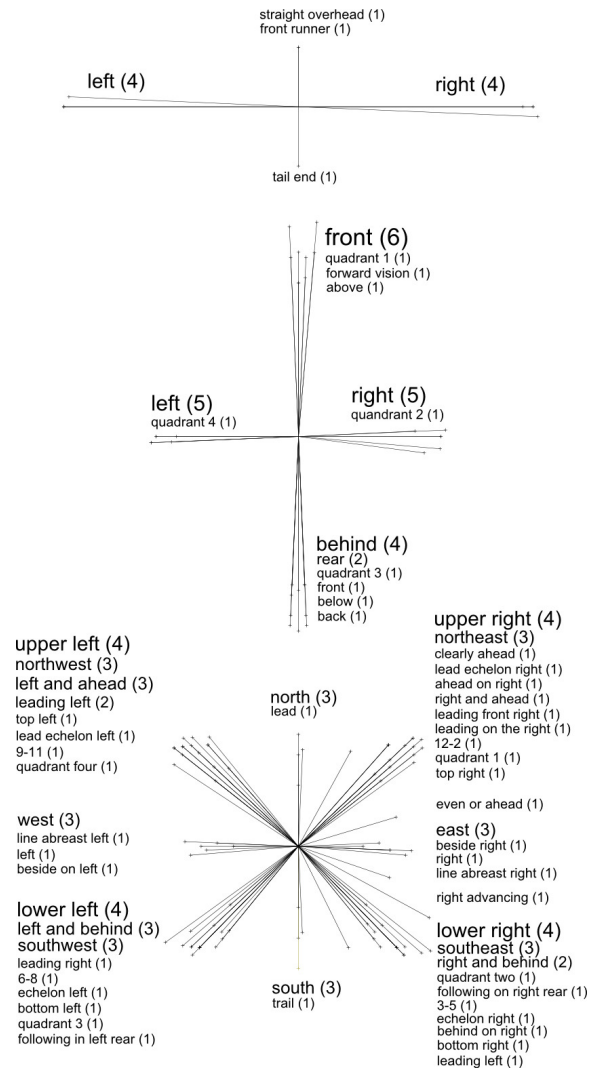 straight overhead (1)
front runner (1)
left (4)
right (4)
tail end (1)
front (6)
quadrant 1 (1)
forward vision (1)
above (1)
left (5)
quadrant 4 (1)
right (5)
quandrant 2 (1)
behind (4)
rear (2)
quadrant 3 (1)
front (1)
below (1)
back (1)
upper left (4)
northwest (3)
left and ahead (3)
leading left (2)
top left (1)
lead echelon left (1)
9-11 (1)
quadrant four (1)
north (3)
lead (1)
upper right (4)
northeast (3)
clearly ahead (1)
lead echelon right (1)
ahead on right (1)
right and ahead (1)
leading front right (1)
leading on the right (1)
12-2 (1)
quadrant 1 (1)
top right (1)
even or ahead (1)
west (3)
line abreast left (1)
left (1)
beside on left (1)
east (3)
beside right (1)
right (1)
line abreast right (1)
right advancing (1)
lower left (4)
left and behind (3)
southwest (3)
leading right (1)
6-8 (1)
echelon left (1)
bottom left (1)
quadrant 3 (1)
following in left rear (1)
south (3)
trail (1)
lower right (4)
southeast (3)
right and behind (2)
quadrant two (1)
following on right rear (1)
3-5 (1)
echelon right (1)
behind on right (1)
bottom right (1)
leading left (1)